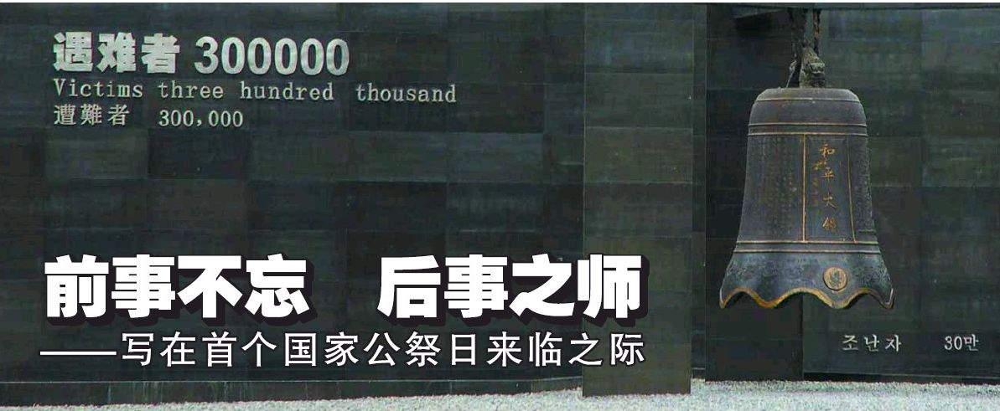 遇难者 300000
Victims three hundred thousand
遭難者 300,000
和平大鐘
前事不忘 后事之师
——写在首个国家公祭日来临之际
조난자 30만